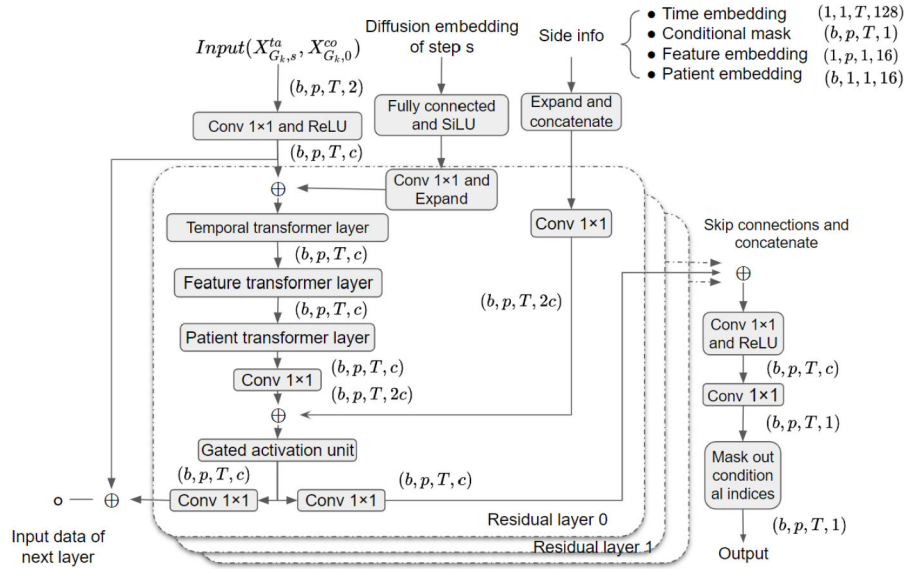 Input(X^{ta}_{G_k,s}, X^{co}_{G_k,0})
Diffusion embedding
of step s
Side info
● Time embedding (1, 1, T, 128)
● Conditional mask (b, p, T, 1)
● Feature embedding (1, p, 1, 16)
● Patient embedding (b, 1, 1, 16)
(b, p, T, 2)
Conv 1×1 and ReLU
Fully connected
and SiLU
Expand and
concatenate
(b, p, T, c)
Conv 1×1 and
Expand
Conv 1×1
Temporal transformer layer
(b, p, T, c)
Feature transformer layer
(b, p, T, c)
Patient transformer layer
(b, p, T, c)
Conv 1×1
(b, p, T, 2c)
(b, p, T, 2c)
Gated activation unit
(b, p, T, c)
Conv 1×1
Conv 1×1
(b, p, T, c)
Input data of
next layer
Residual layer 0
Residual layer 1
Skip connections and
concatenate
Conv 1×1
and ReLU
(b, p, T, c)
Conv 1×1
(b, p, T, 1)
Mask out
condition
al indices
(b, p, T, 1)
Output